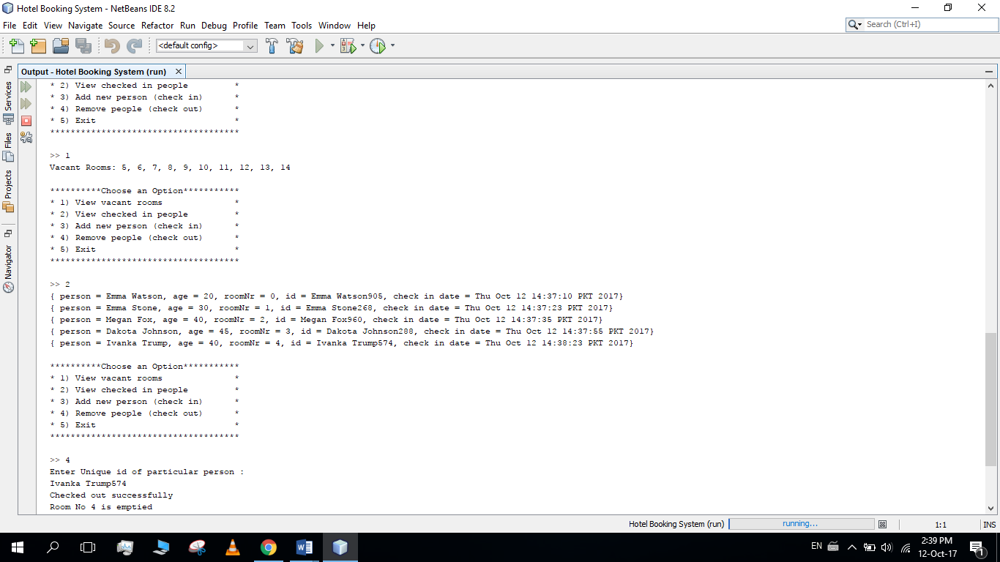 Hotel Booking System - NetBeans IDE 8.2
File Edit View Navigate Source Refactor Run Debug Profile Team Tools Window Help
Search (Ctrl+I)
<default config>
Output - Hotel Booking System (run)
Services
Files
Projects
Navigator
* 2) View checked in people *
* 3) Add new person (check in) *
* 4) Remove people (check out) *
* 5) Exit *
*************************************
>> 1
Vacant Rooms: 5, 6, 7, 8, 9, 10, 11, 12, 13, 14
**********Choose an Option***********
* 1) View vacant rooms *
* 2) View checked in people *
* 3) Add new person (check in) *
* 4) Remove people (check out) *
* 5) Exit *
*************************************
>> 2
{ person = Emma Watson, age = 20, roomNr = 0, id = Emma Watson905, check in date = Thu Oct 12 14:37:10 PKT 2017}
{ person = Emma Stone, age = 30, roomNr = 1, id = Emma Stone268, check in date = Thu Oct 12 14:37:23 PKT 2017}
{ person = Megan Fox, age = 40, roomNr = 2, id = Megan Fox960, check in date = Thu Oct 12 14:37:35 PKT 2017}
{ person = Dakota Johnson, age = 45, roomNr = 3, id = Dakota Johnson288, check in date = Thu Oct 12 14:37:55 PKT 2017}
{ person = Ivanka Trump, age = 40, roomNr = 4, id = Ivanka Trump574, check in date = Thu Oct 12 14:38:23 PKT 2017}
**********Choose an Option***********
* 1) View vacant rooms *
* 2) View checked in people *
* 3) Add new person (check in) *
* 4) Remove people (check out) *
* 5) Exit *
*************************************
>> 4
Enter Unique id of particular person :
Ivanka Trump574
Checked out successfully
Room No 4 is emptied
Hotel Booking System (run) running... 1:1 INS
EN 2:39 PM
12-Oct-17 1